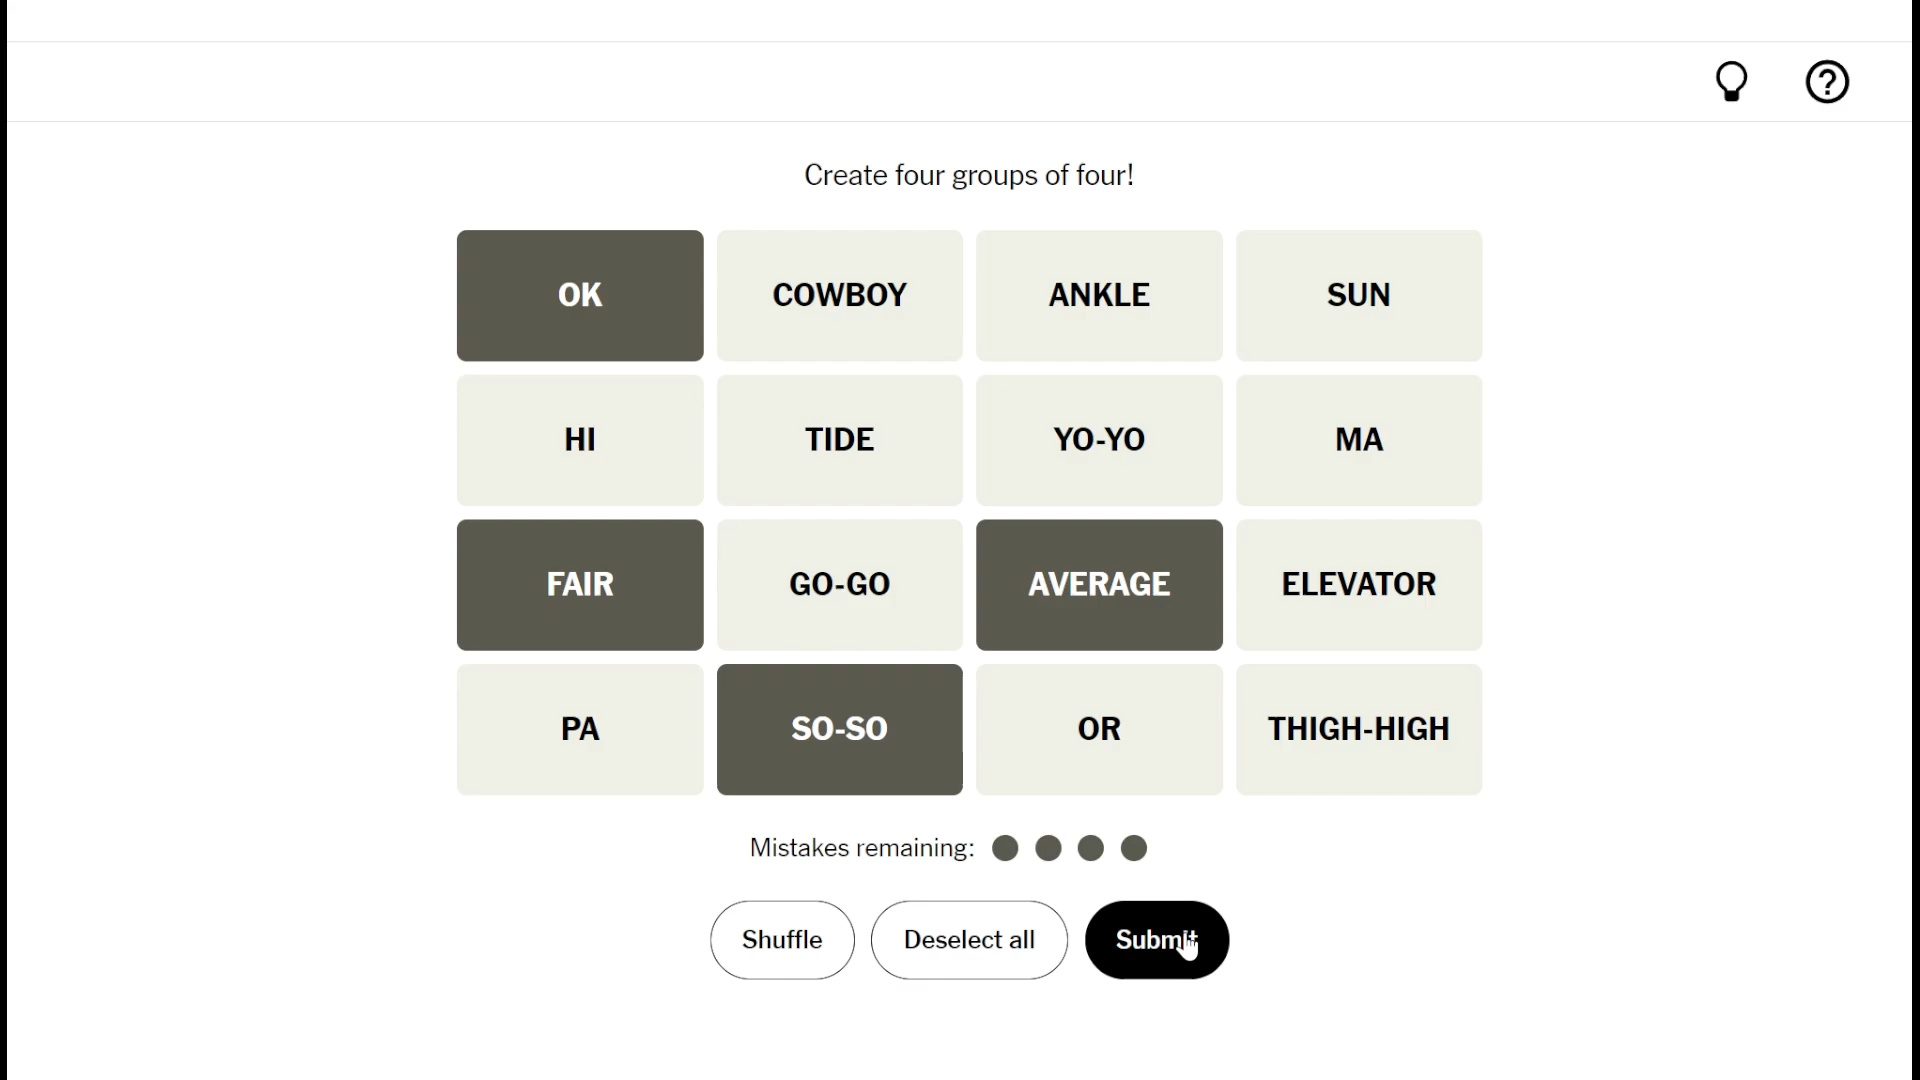 Create four groups of four!
OK COWBOY ANKLE SUN
HI TIDE YO-YO MA
FAIR GO-GO AVERAGE ELEVATOR
PA SO-SO OR THIGH-HIGH
Mistakes remaining:
Shuffle Deselect all Submit